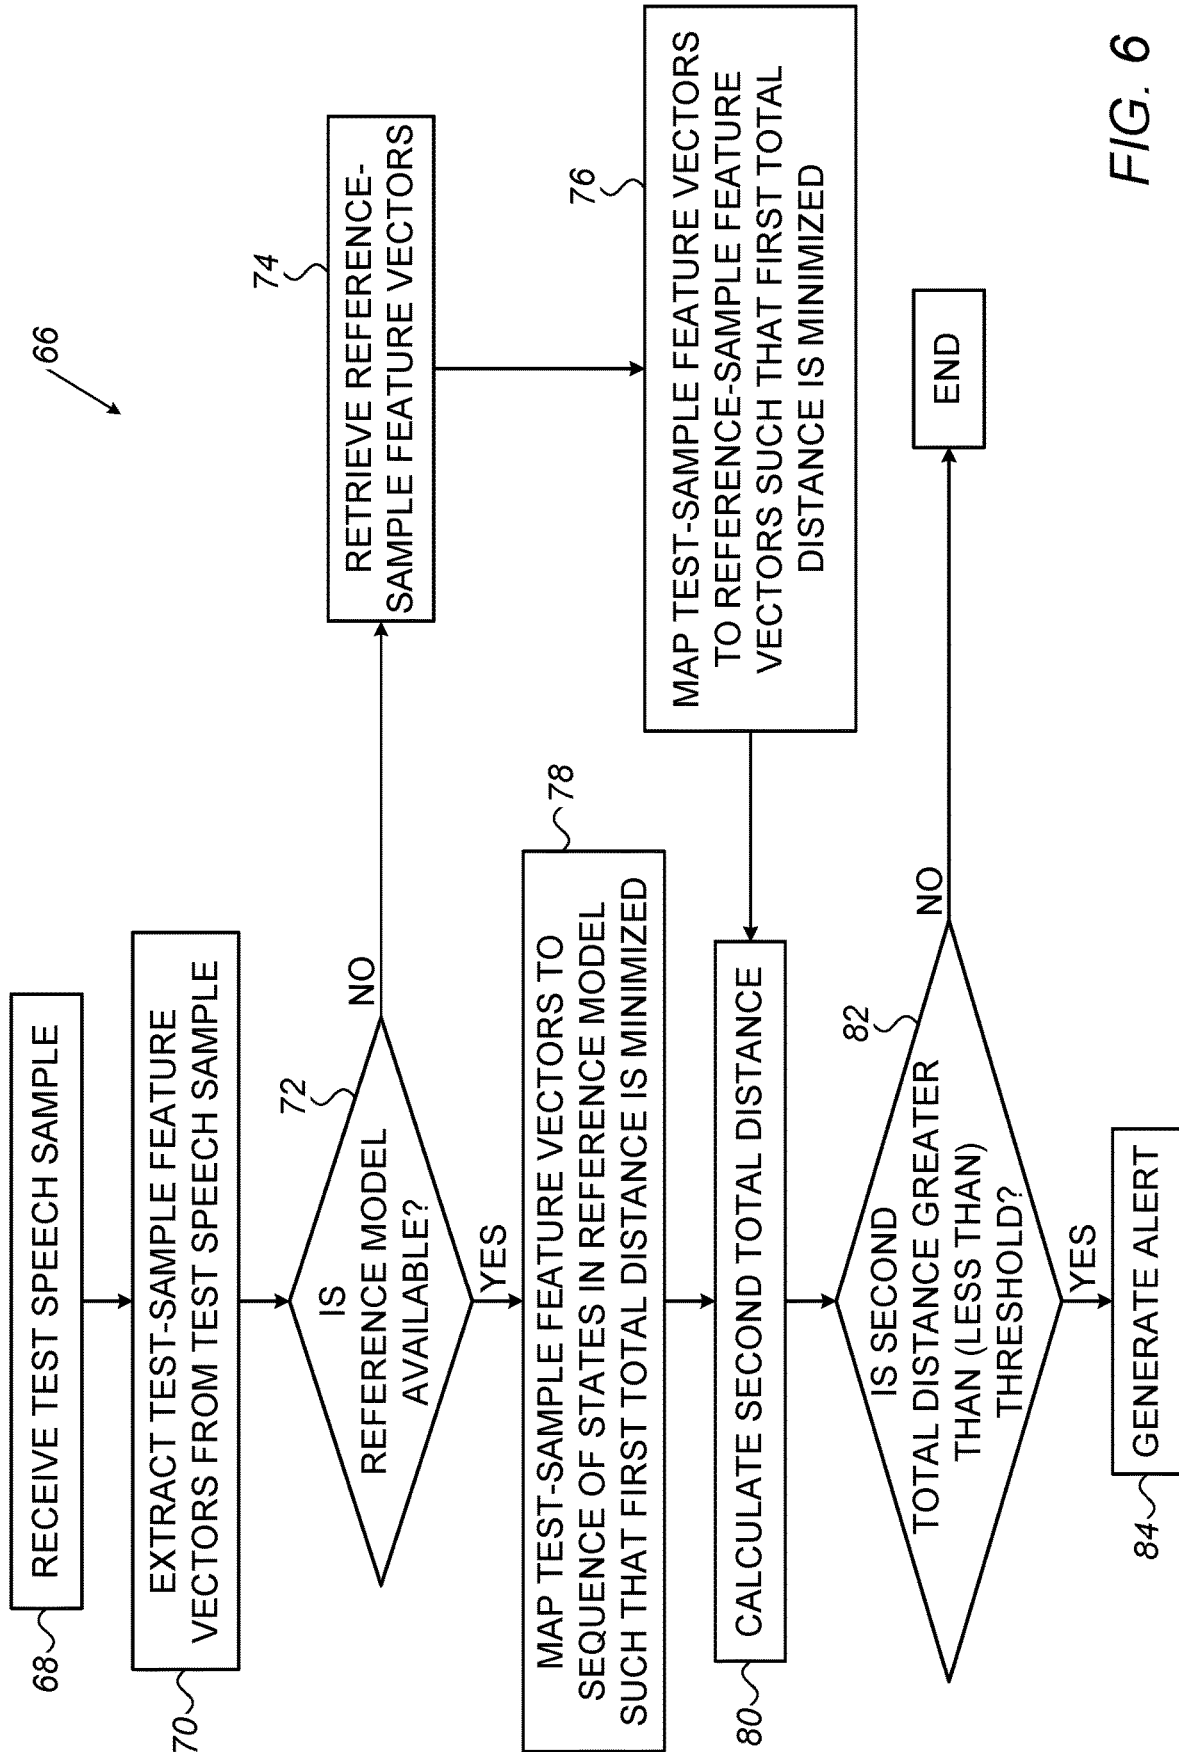 66
68
RECEIVE TEST SPEECH SAMPLE
70
EXTRACT TEST-SAMPLE FEATURE
VECTORS FROM TEST SPEECH SAMPLE
72
IS
REFERENCE MODEL
AVAILABLE?
NO
YES
74
RETRIEVE REFERENCE-
SAMPLE FEATURE VECTORS
76
MAP TEST-SAMPLE FEATURE VECTORS
TO REFERENCE-SAMPLE FEATURE
VECTORS SUCH THAT FIRST TOTAL
DISTANCE IS MINIMIZED
78
MAP TEST-SAMPLE FEATURE VECTORS TO
SEQUENCE OF STATES IN REFERENCE MODEL
SUCH THAT FIRST TOTAL DISTANCE IS MINIMIZED
80
CALCULATE SECOND TOTAL DISTANCE
82
IS SECOND
TOTAL DISTANCE GREATER
THAN (LESS THAN)
THRESHOLD?
NO
END
YES
84
GENERATE ALERT
FIG. 6